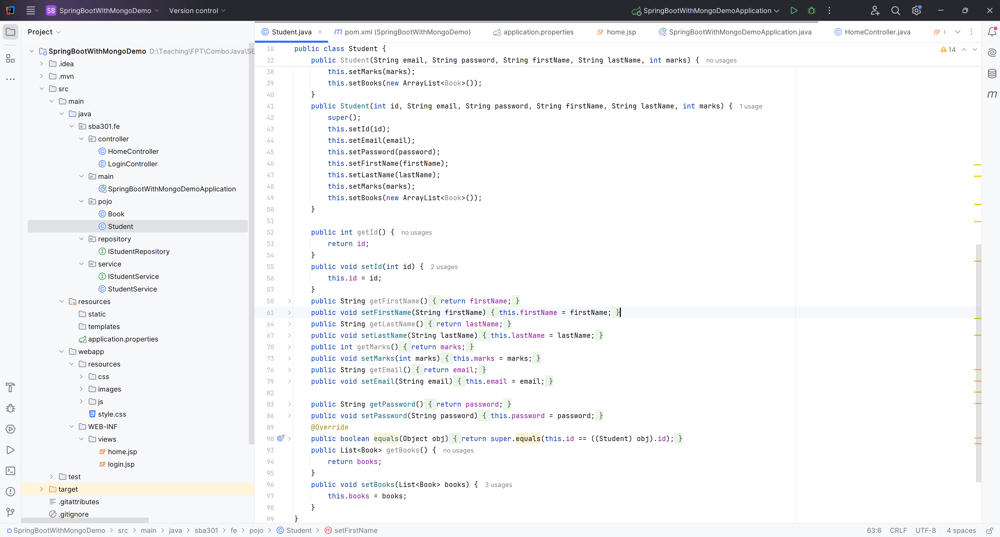 SB SpringBootWithMongoDemo Version control SpringBootWithMongoDemoApplication
Project
Student.java pom.xml (SpringBootWithMongoDemo) application.properties JSP home.jsp SpringBootWithMongoDemoApplication.java HomeController.java JSP
SpringBootWithMongoDemo D:\Teaching\FPT\ComboJava\SE
.idea
.mvn
src
main
java
sba301.fe
controller
HomeController
LoginController
main
SpringBootWithMongoDemoApplication
pojo
Book
Student
repository
IStudentRepository
service
IStudentService
StudentService
resources
static
templates
application.properties
webapp
resources
css
images
js
style.css
WEB-INF
views
JSP home.jsp
JSP login.jsp
test
target
.gitattributes
.gitignore
14
10 public class Student {
32 public Student(String email, String password, String firstName, String lastName, int marks) { no usages
38 this.setMarks(marks);
39 this.setBooks(new ArrayList<Book>());
40 }
41 public Student(int id, String email, String password, String firstName, String lastName, int marks) { 1 usage
42 super();
43 this.setId(id);
44 this.setEmail(email);
45 this.setPassword(password);
46 this.setFirstName(firstName);
47 this.setLastName(lastName);
48 this.setMarks(marks);
49 this.setBooks(new ArrayList<Book>());
50 }
51
52 public int getId() { no usages
53 return id;
54 }
55 public void setId(int id) { 2 usages
56 this.id = id;
57 }
58 public String getFirstName() { return firstName; }
61 public void setFirstName(String firstName) { this.firstName = firstName; }
64 public String getLastName() { return lastName; }
67 public void setLastName(String lastName) { this.lastName = lastName; }
70 public int getMarks() { return marks; }
73 public void setMarks(int marks) { this.marks = marks; }
76 public String getEmail() { return email; }
79 public void setEmail(String email) { this.email = email; }
82
83 public String getPassword() { return password; }
86 public void setPassword(String password) { this.password = password; }
89 @Override
90 public boolean equals(Object obj) { return super.equals(this.id == ((Student) obj).id); }
93 public List<Book> getBooks() { no usages
94 return books;
95 }
96 public void setBooks(List<Book> books) { 3 usages
97 this.books = books;
98 }
99 }
SpringBootWithMongoDemo > src > main > java > sba301 > fe > pojo > Student > setFirstName 63:6 CRLF UTF-8 4 spaces